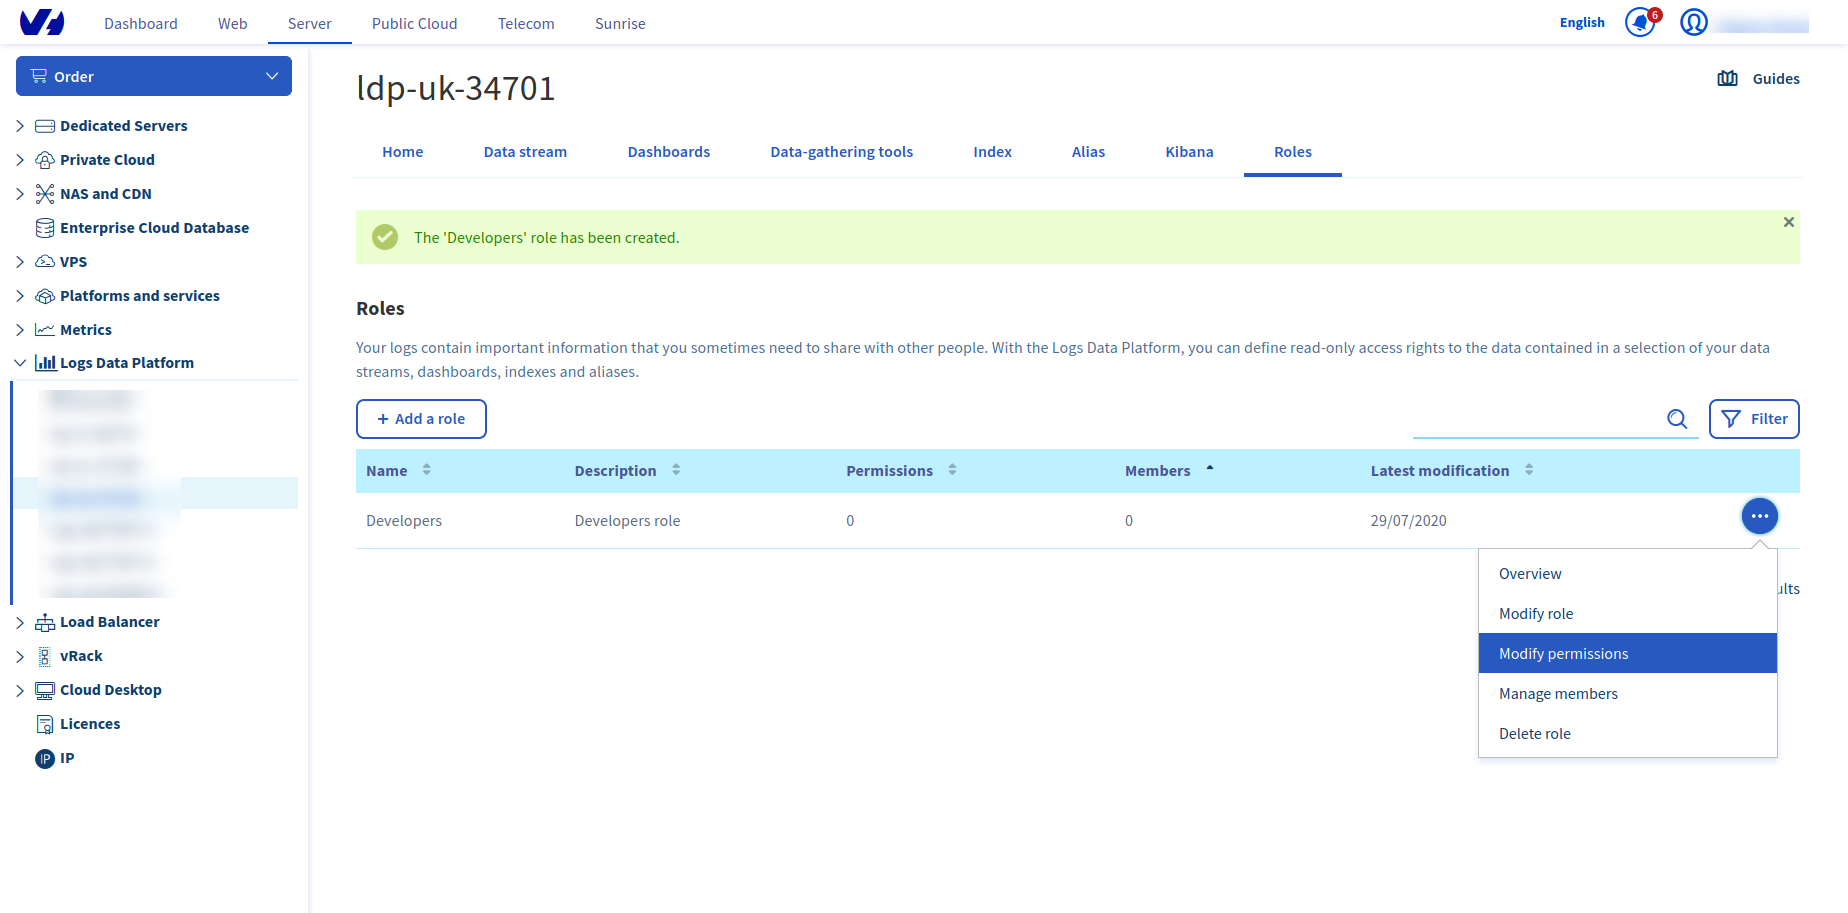 Dashboard Web Server Public Cloud Telecom Sunrise English 6
Order
Dedicated Servers
Private Cloud
NAS and CDN
Enterprise Cloud Database
VPS
Platforms and services
Metrics
Logs Data Platform
Load Balancer
vRack
Cloud Desktop
Licences
IP IP
ldp-uk-34701
Guides
Home Data stream Dashboards Data-gathering tools Index Alias Kibana Roles
The 'Developers' role has been created.
Roles
Your logs contain important information that you sometimes need to share with other people. With the Logs Data Platform, you can define read-only access rights to the data contained in a selection of your data
streams, dashboards, indexes and aliases.
+ Add a role Filter
Name Description Permissions Members Latest modification
Developers Developers role 0 0 29/07/2020
Overview
Modify role
Modify permissions
Manage members
Delete role